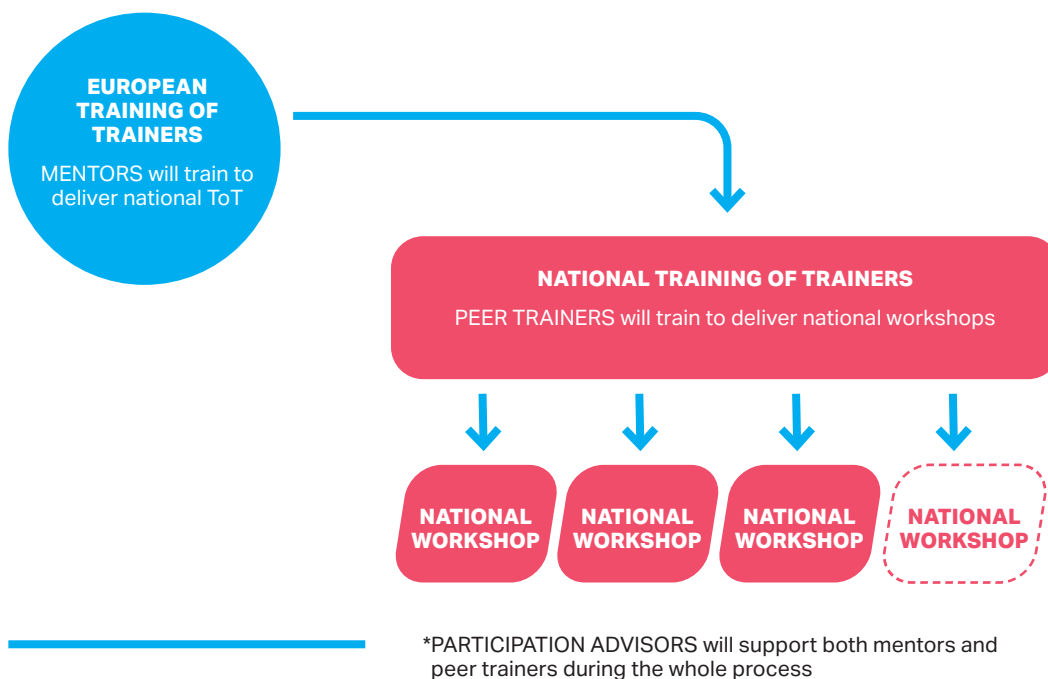 EUROPEAN
TRAINING OF
TRAINERS
MENTORS will train to
deliver national ToT
NATIONAL TRAINING OF TRAINERS
PEER TRAINERS will train to deliver national workshops
NATIONAL
WORKSHOP
NATIONAL
WORKSHOP
NATIONAL
WORKSHOP
NATIONAL
WORKSHOP
*PARTICIPATION ADVISORS will support both mentors and
peer trainers during the whole process